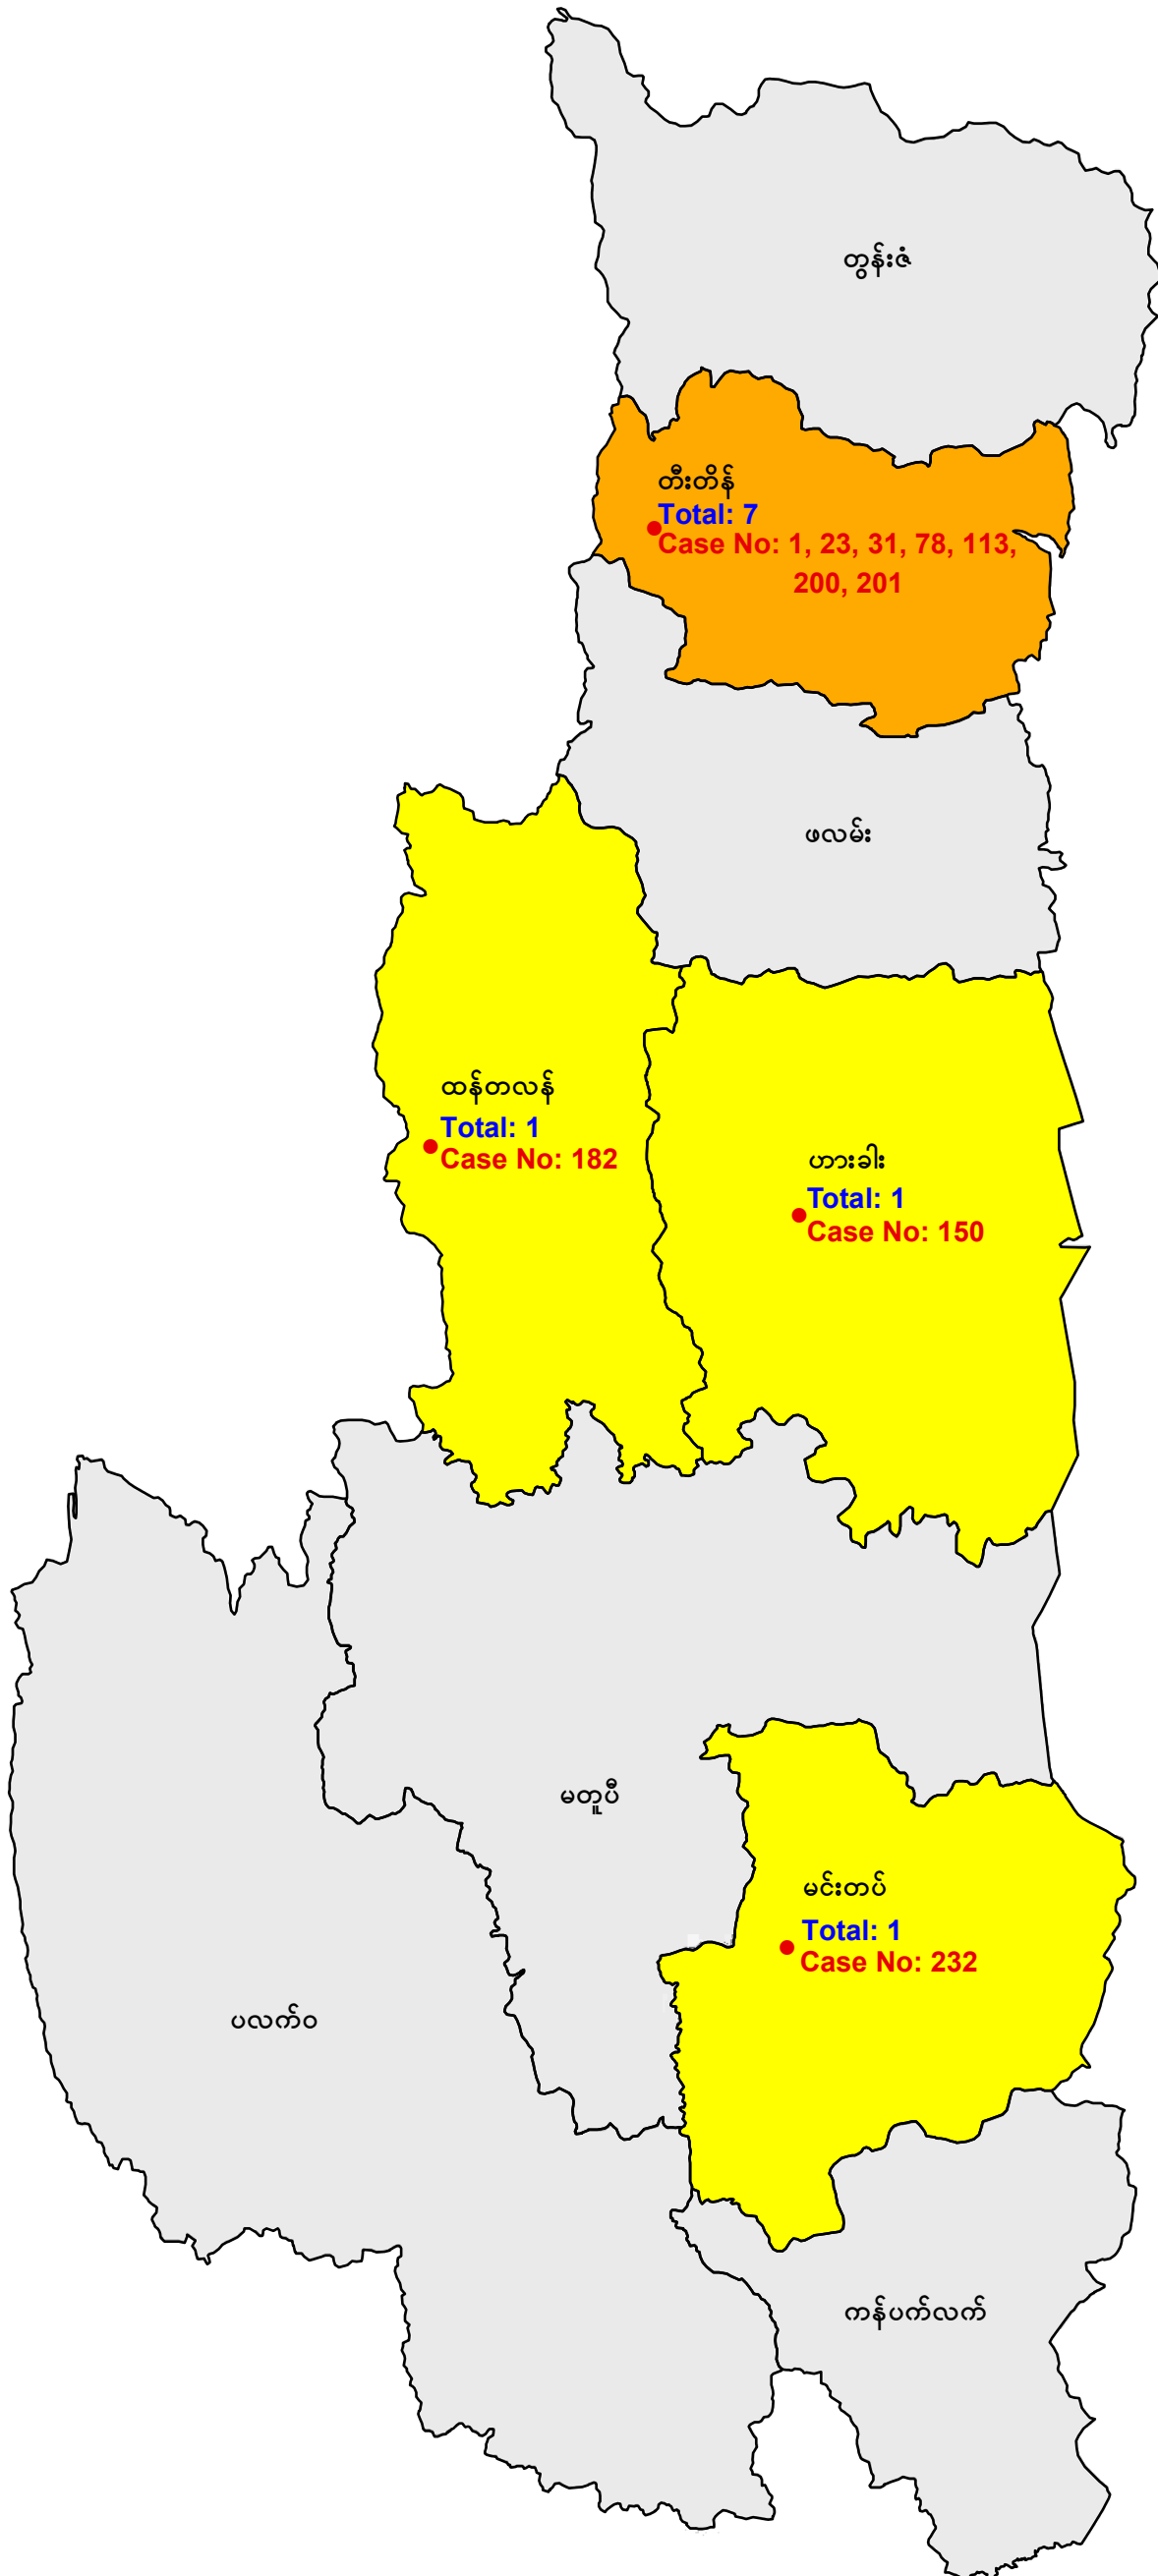 တွန်းဇံ
တီးတိန်
Total: 7
Case No: 1, 23, 31, 78, 113,
200, 201
ဖလမ်း
ထန်တလန်
Total: 1
Case No: 182
ဟားခါး
Total: 1
Case No: 150
မတူပီ
မင်းတပ်
Total: 1
Case No: 232
ပလက်ဝ
ကန်ပက်လက်